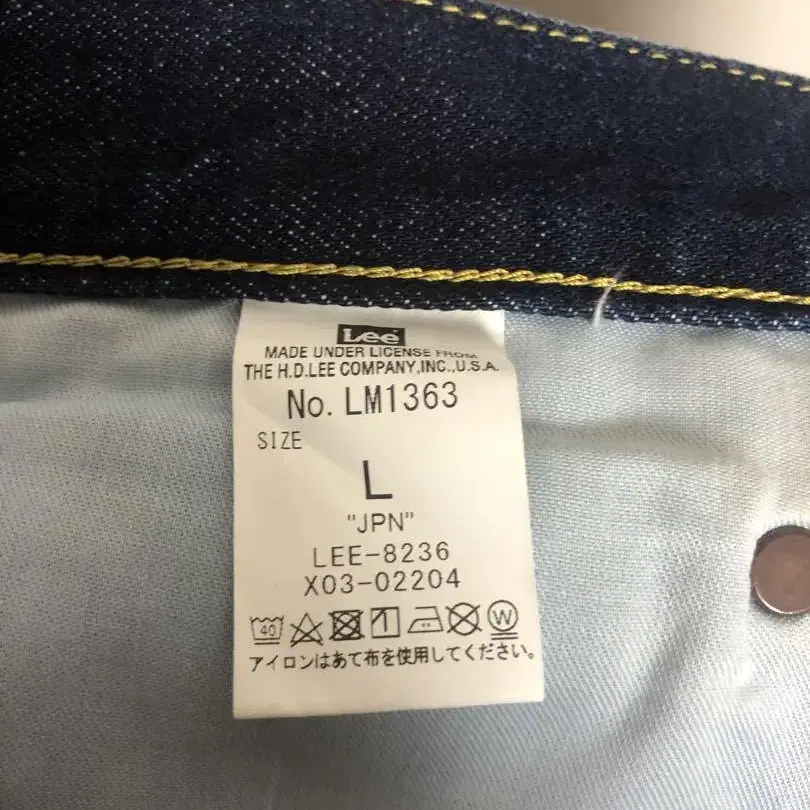 Lee
MADE UNDER LICENSE FROM
THE H.D.LEE COMPANY,INC.,U.S.A.
No. LM1363
SIZE
L
"JPN"
LEE-8236
X03-02204
40 W
アイロンはあて布を使用してください。